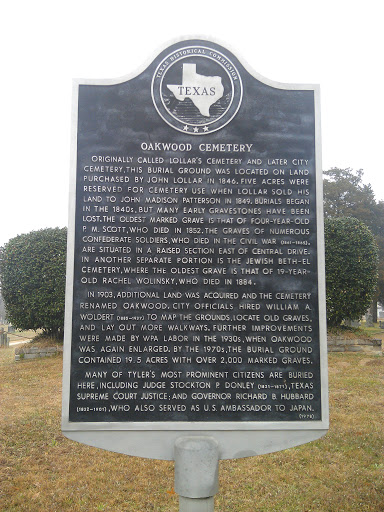 TEXAS HISTORICAL COMMISSION
TEXAS
OAKWOOD CEMETERY
ORIGINALLY CALLED LOLLAR'S CEMETERY AND LATER CITY
CEMETERY, THIS BURIAL GROUND WAS LOCATED ON LAND
PURCHASED BY JOHN LOLLAR IN 1846. FIVE ACRES WERE
RESERVED FOR CEMETERY USE WHEN LOLLAR SOLD HIS
LAND TO JOHN MADISON PATTERSON IN 1849. BURIALS BEGAN
IN THE 1840s, BUT MANY EARLY GRAVESTONES HAVE BEEN
LOST. THE OLDEST MARKED GRAVE IS THAT OF FOUR-YEAR-OLD
P. M. SCOTT, WHO DIED IN 1852. THE GRAVES OF NUMEROUS
CONFEDERATE SOLDIERS, WHO DIED IN THE CIVIL WAR (1861-1865),
ARE SITUATED IN A RAISED SECTION EAST OF CENTRAL DRIVE.
IN ANOTHER SEPARATE PORTION IS THE JEWISH BETH-EL
CEMETERY, WHERE THE OLDEST GRAVE IS THAT OF 19-YEAR-
OLD RACHEL WOLINSKY, WHO DIED IN 1884.
IN 1903, ADDITIONAL LAND WAS ACQUIRED AND THE CEMETERY
RENAMED OAKWOOD. CITY OFFICIALS HIRED WILLIAM A.
WOLDERT TO MAP THE GROUNDS, LOCATE OLD GRAVES,
AND LAY OUT MORE WALKWAYS. FURTHER IMPROVEMENTS
WERE MADE BY WPA LABOR IN THE 1930s, WHEN OAKWOOD
WAS AGAIN ENLARGED. BY THE 1970s, THE BURIAL GROUND
CONTAINED 19.5 ACRES WITH OVER 2,000 MARKED GRAVES.
MANY OF TYLER'S MOST PROMINENT CITIZENS ARE BURIED
HERE, INCLUDING JUDGE STOCKTON P. DONLEY (1821-1871), TEXAS
SUPREME COURT JUSTICE; AND GOVERNOR RICHARD B. HUBBARD
(1832-1901), WHO ALSO SERVED AS U.S. AMBASSADOR TO JAPAN.
(1978)